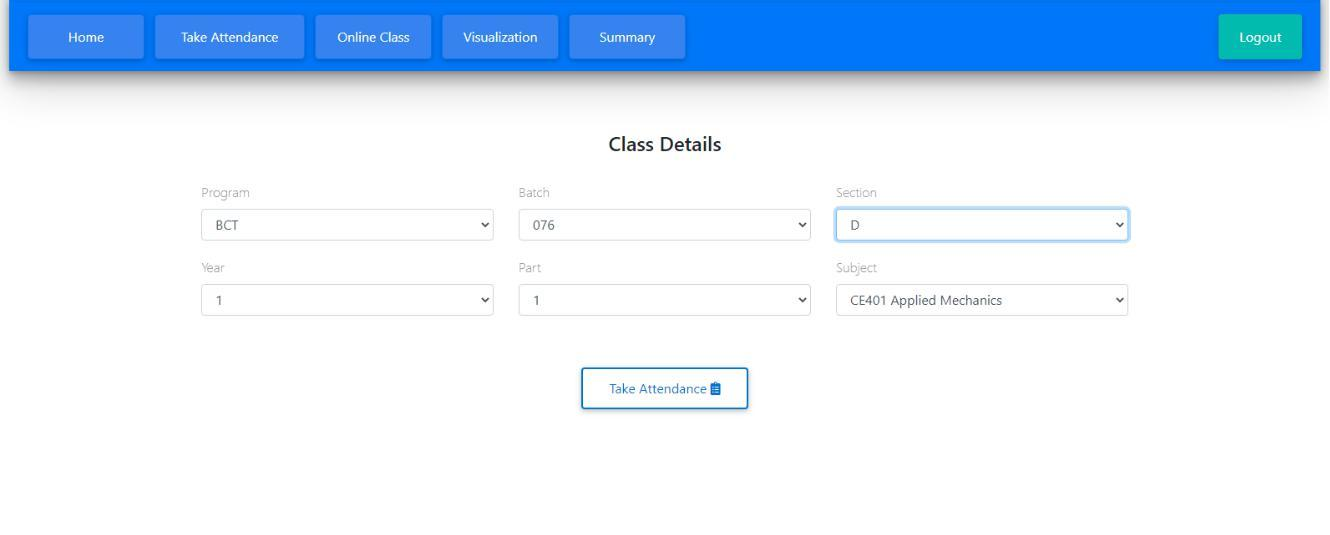 Home Take Attendance Online Class Visualization Summary Logout
Class Details
Program Batch Section
BCT 076 D
Year Part Subject
1 1 CE401 Applied Mechanics
Take Attendance